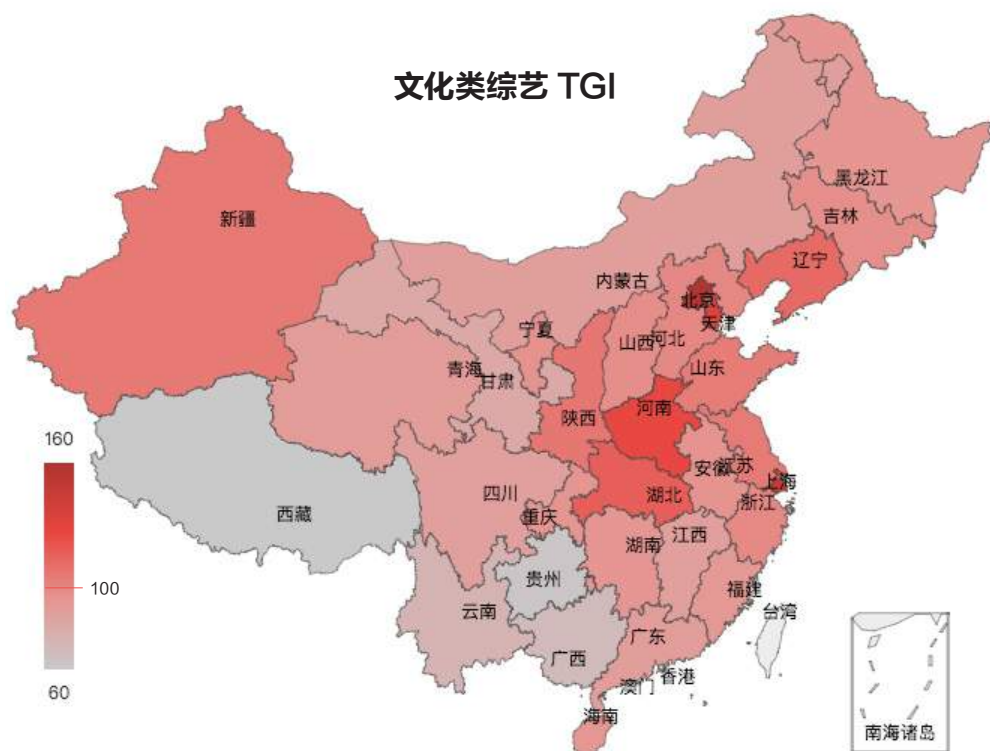 文化类综艺 TGI
黑龙江
吉林
新疆
辽宁
内蒙古
北京
天津
宁夏
山西
河北
青海
甘肃
山东
陕西
河南
160
安徽
江苏
上海
四川
湖北
浙江
西藏
重庆
湖南
江西
贵州
100
福建
云南
台湾
广东
广西
香港
澳门
60
海南
南海诸岛